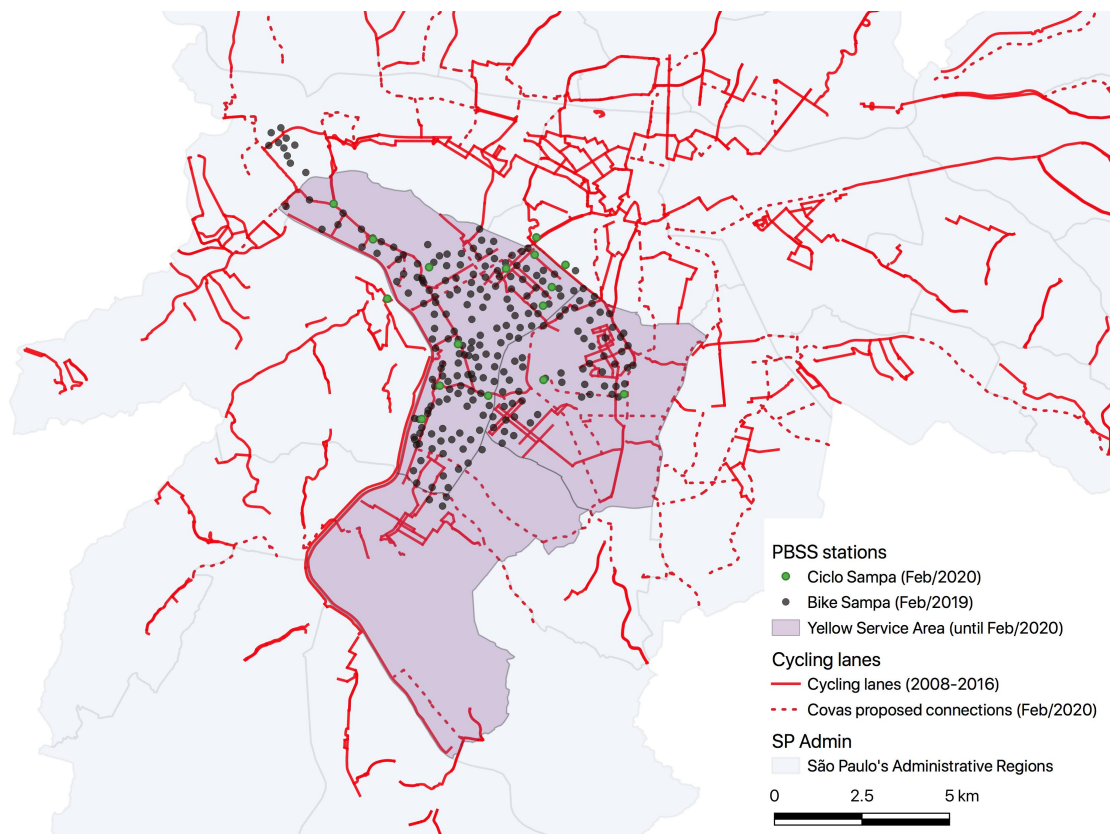 PBSS stations
Ciclo Sampa (Feb/2020)
Bike Sampa (Feb/2019)
Yellow Service Area (until Feb/2020)
Cycling lanes
Cycling lanes (2008-2016)
Covas proposed connections (Feb/2020)
SP Admin
São Paulo's Administrative Regions
0 2.5 5 km